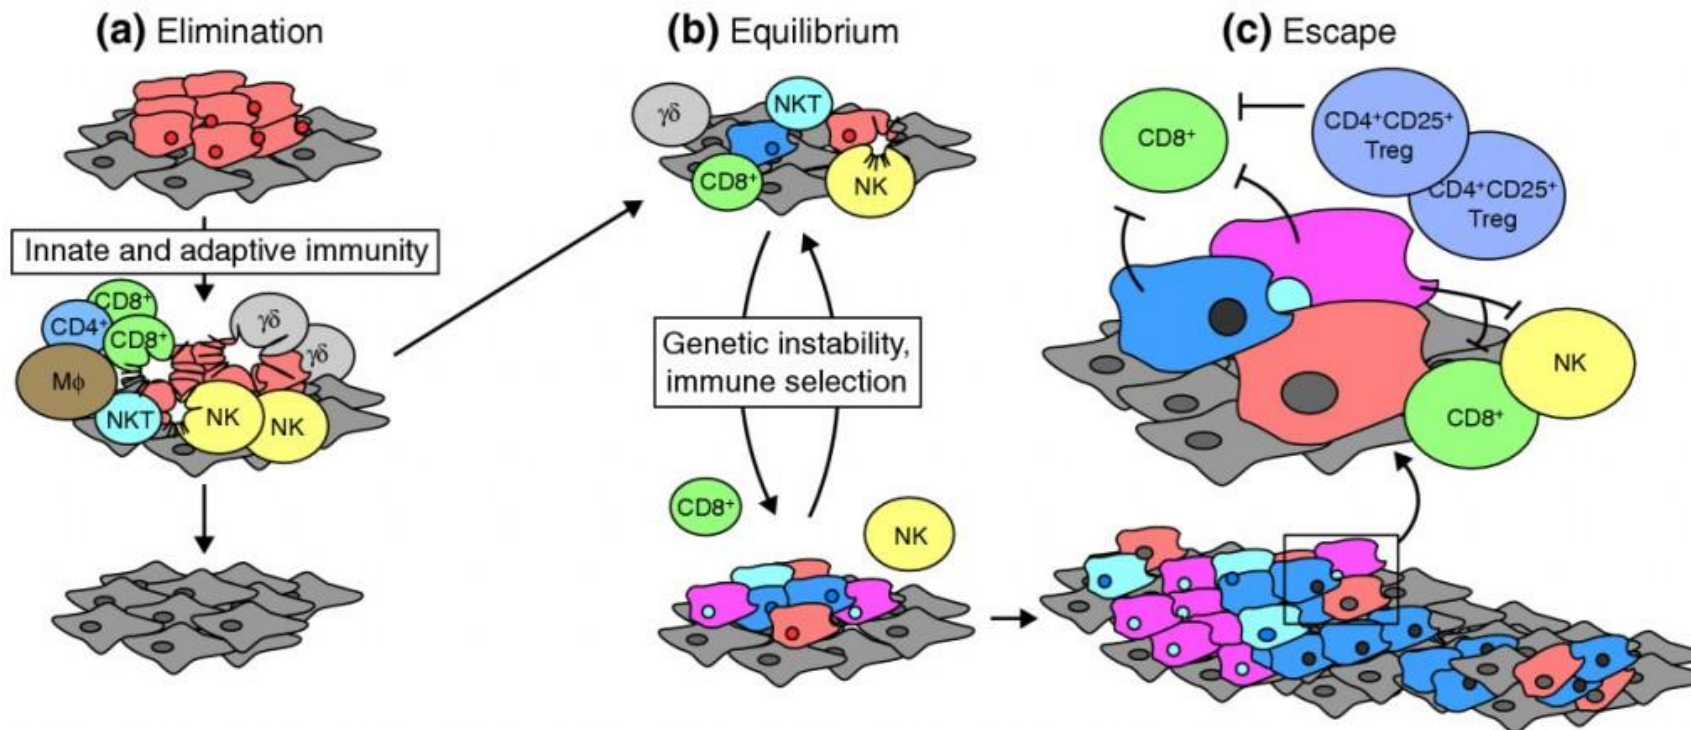 (a) Elimination
Innate and adaptive immunity
CD8+
CD4+
CD8+
γδ
γδ
Mϕ
NKT
NK
NK
(b) Equilibrium
γδ
NKT
CD8+
NK
Genetic instability,
immune selection
CD8+
NK
(c) Escape
CD8+
CD4+CD25+
Treg
CD4+CD25+
Treg
NK
CD8+